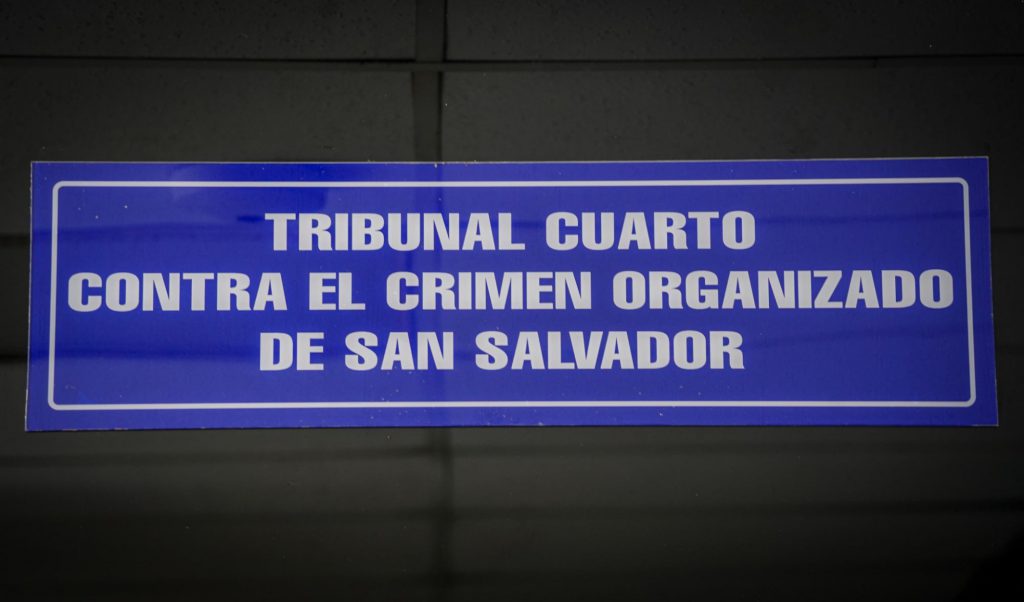 TRIBUNAL CUARTO
CONTRA EL CRIMEN ORGANIZADO
DE SAN SALVADOR